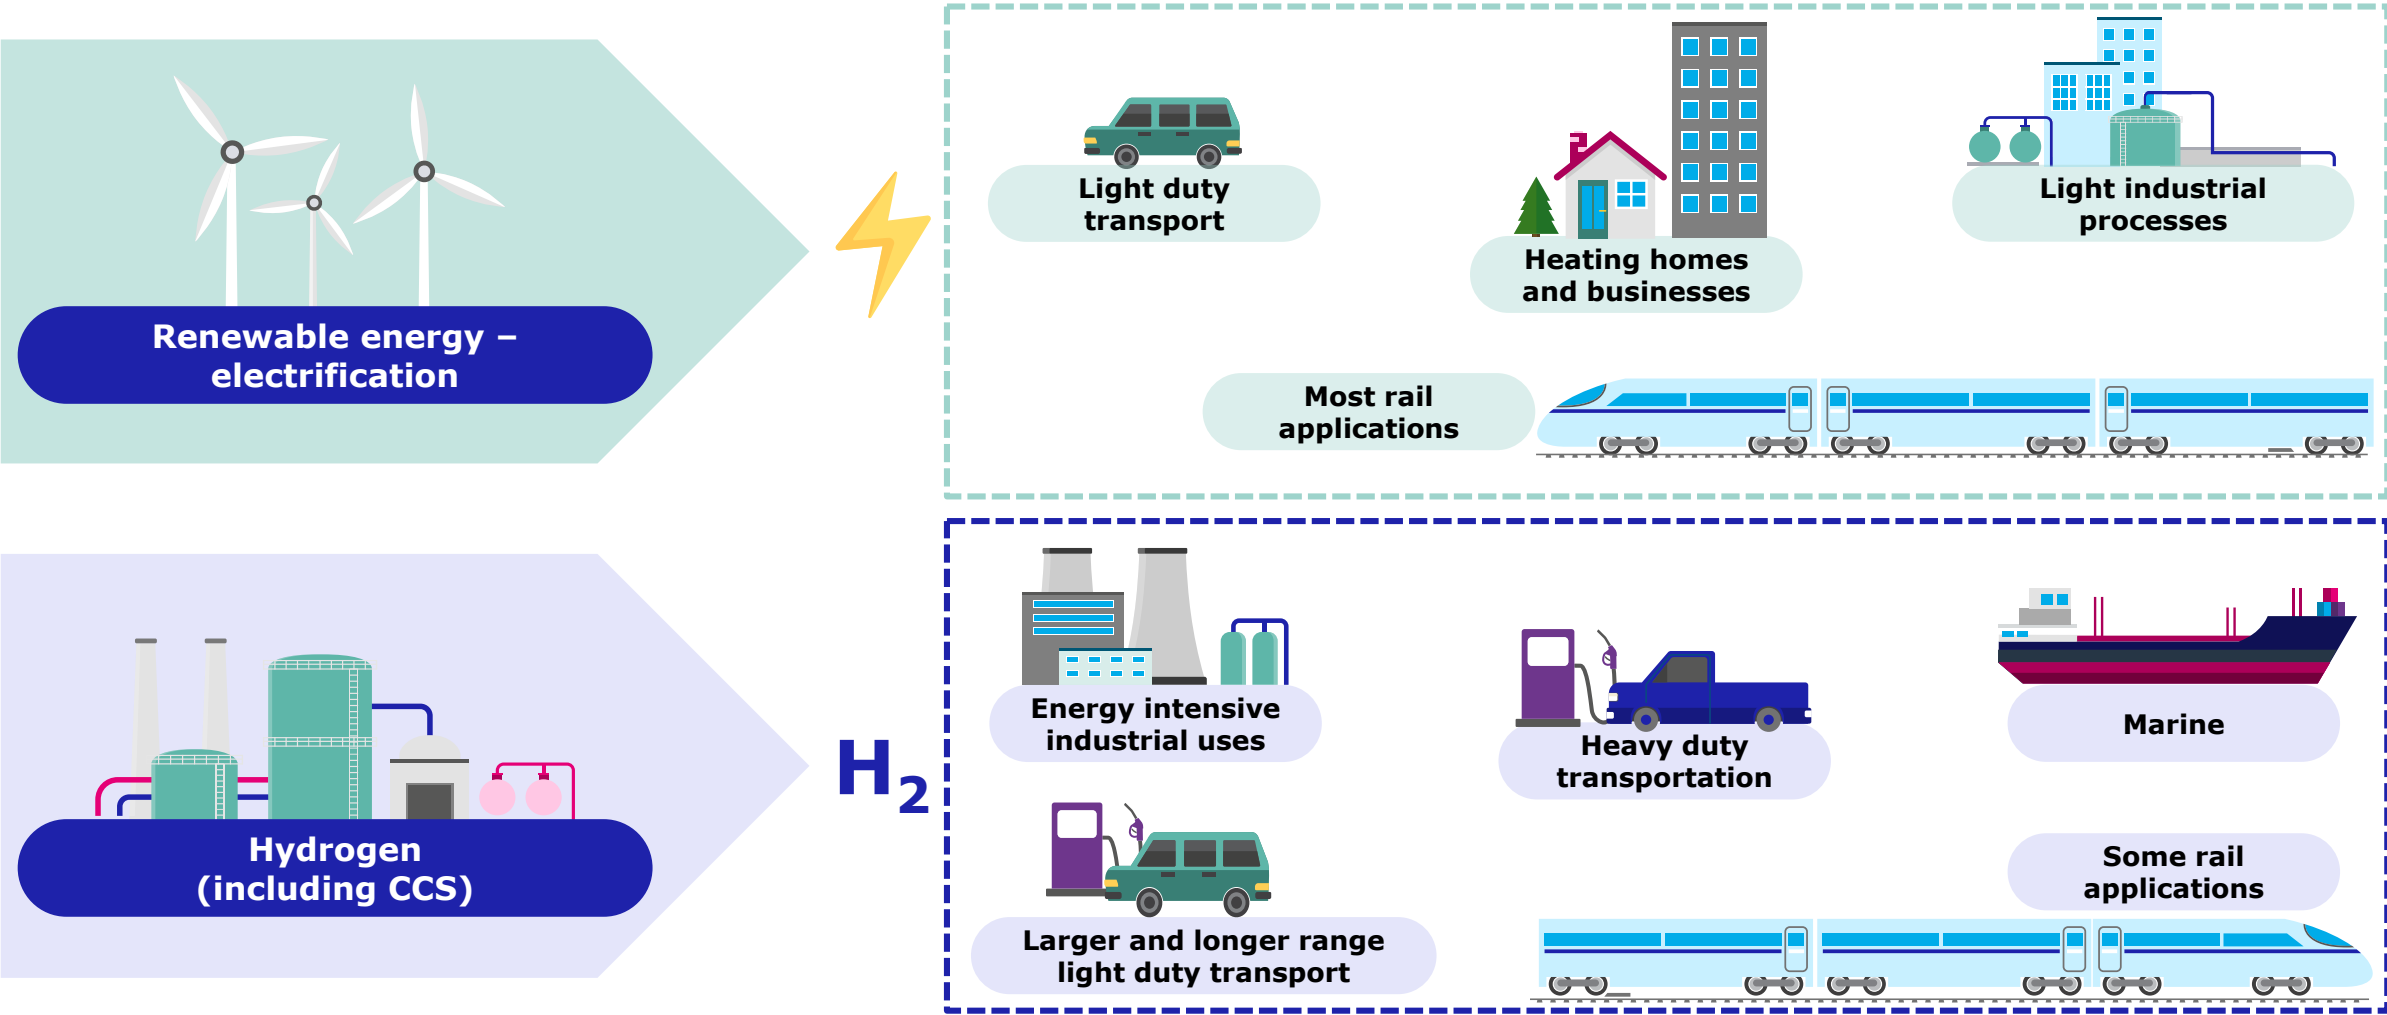 Renewable energy –
electrification
Light duty
transport
Heating homes
and businesses
Light industrial
processes
Most rail
applications
Hydrogen
(including CCS)
H₂
Energy intensive
industrial uses
Heavy duty
transportation
Marine
Larger and longer range
light duty transport
Some rail
applications